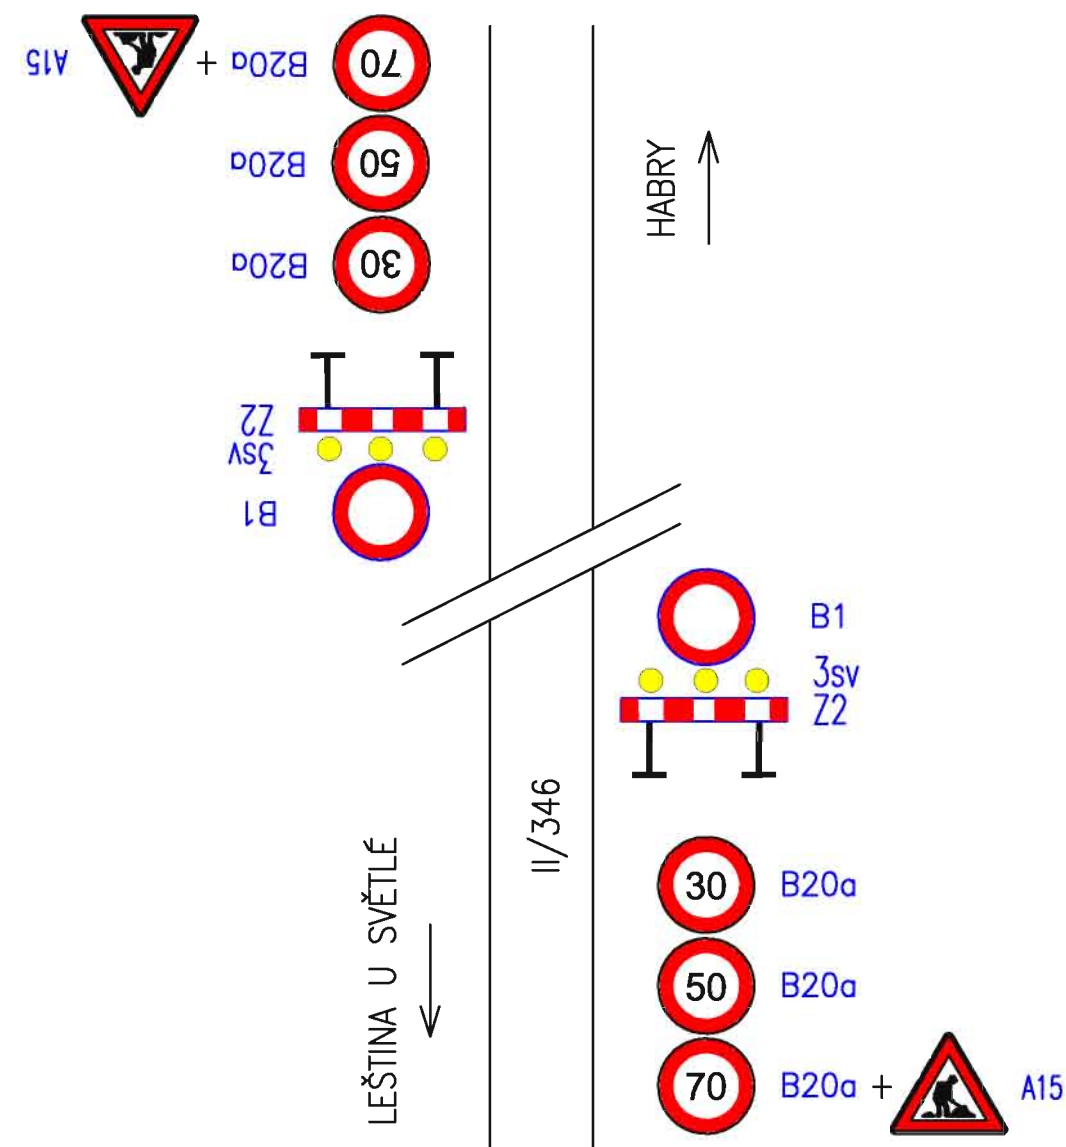 A15 + B20a 70
B20a 50
B20a 30
Z2
3sv
B1
HABRY
B1
3sv
Z2
II/346
LEŠTINA U SVĚTLÉ
30 B20a
50 B20a
70 B20a + A15